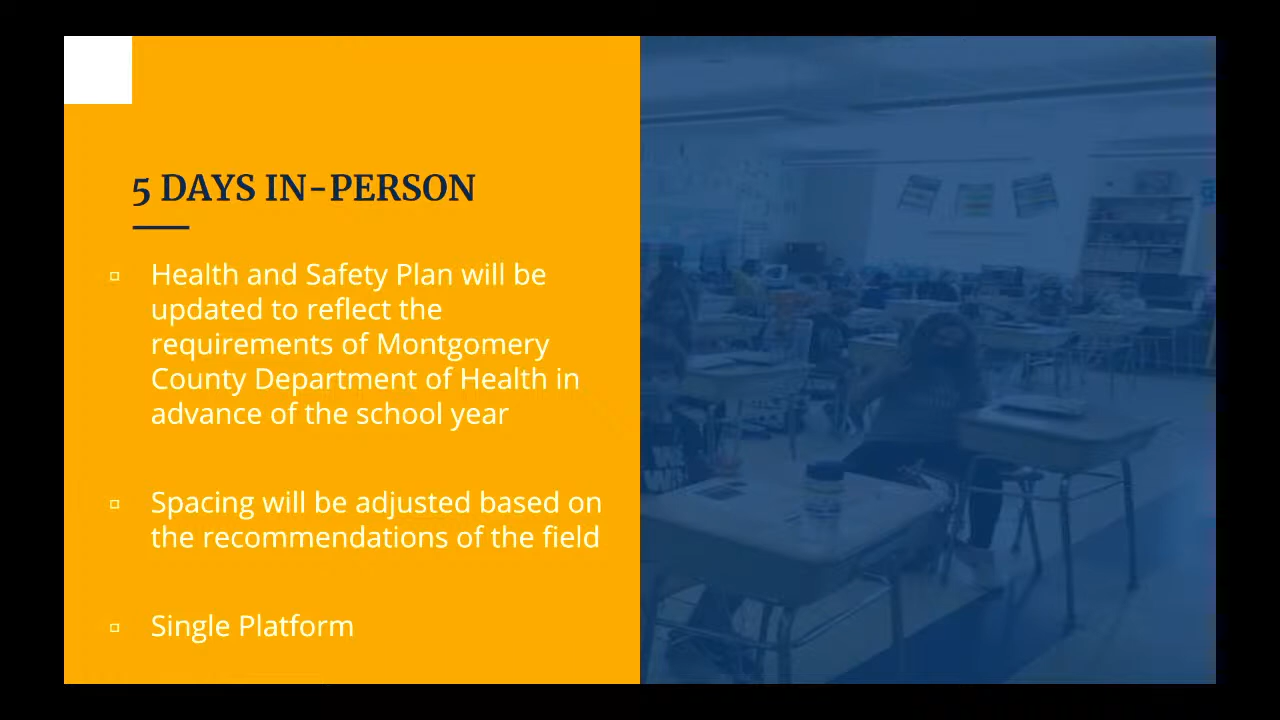 5 DAYS IN-PERSON
Health and Safety Plan will be
updated to reflect the
requirements of Montgomery
County Department of Health in
advance of the school year
Spacing will be adjusted based on
the recommendations of the field
Single Platform